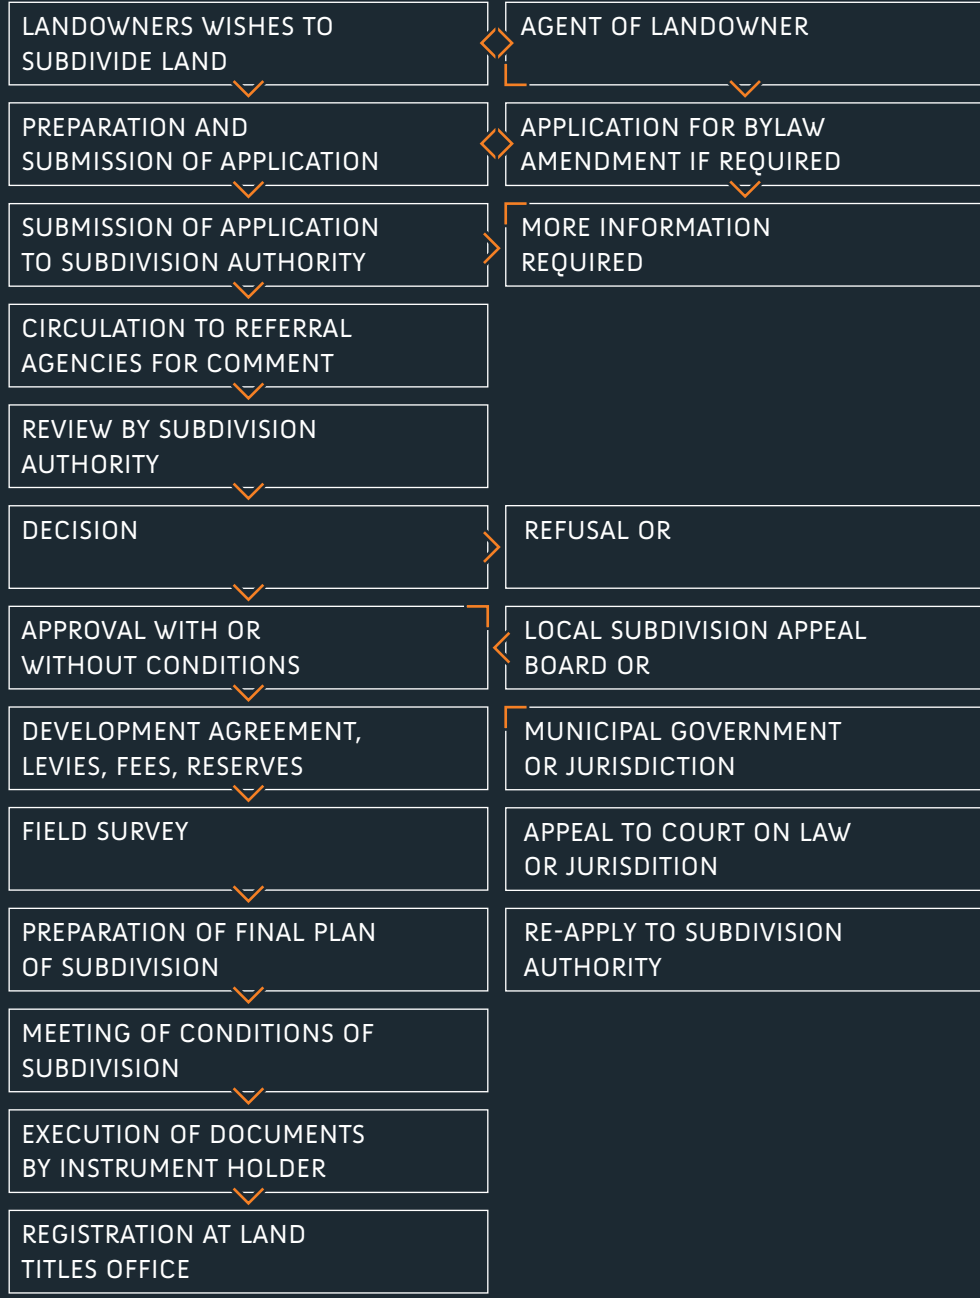 LANDOWNERS WISHES TO
SUBDIVIDE LAND
AGENT OF LANDOWNER
PREPARATION AND
SUBMISSION OF APPLICATION
APPLICATION FOR BYLAW
AMENDMENT IF REQUIRED
SUBMISSION OF APPLICATION
TO SUBDIVISION AUTHORITY
MORE INFORMATION
REQUIRED
CIRCULATION TO REFERRAL
AGENCIES FOR COMMENT
REVIEW BY SUBDIVISION
AUTHORITY
DECISION
REFUSAL OR
APPROVAL WITH OR
WITHOUT CONDITIONS
LOCAL SUBDIVISION APPEAL
BOARD OR
DEVELOPMENT AGREEMENT,
LEVIES, FEES, RESERVES
MUNICIPAL GOVERNMENT
OR JURISDICTION
FIELD SURVEY
APPEAL TO COURT ON LAW
OR JURISDITION
PREPARATION OF FINAL PLAN
OF SUBDIVISION
RE-APPLY TO SUBDIVISION
AUTHORITY
MEETING OF CONDITIONS OF
SUBDIVISION
EXECUTION OF DOCUMENTS
BY INSTRUMENT HOLDER
REGISTRATION AT LAND
TITLES OFFICE